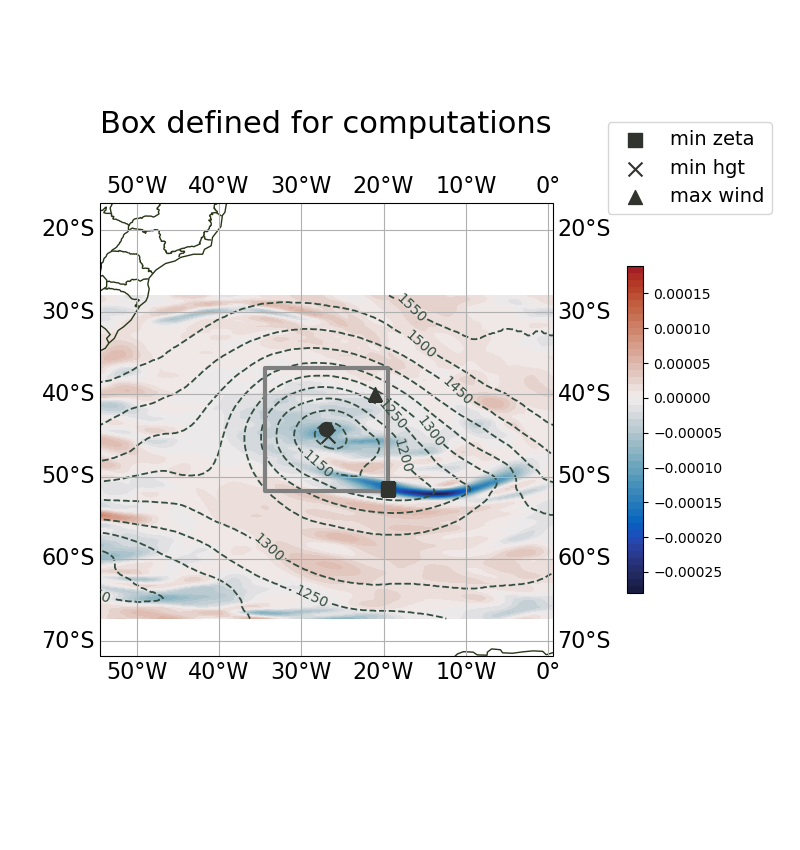 Box defined for computations
min zeta
min hgt
max wind
50°W 40°W 30°W 20°W 10°W 0°
20°S 20°S
30°S 30°S
40°S 40°S
50°S 50°S
60°S 60°S
70°S 70°S
50°W 40°W 30°W 20°W 10°W 0°
1550
1500
1450
1300
1250
1200
1150
1300
1250
0
0.00015
0.00010
0.00005
0.00000
−0.00005
−0.00010
−0.00015
−0.00020
−0.00025